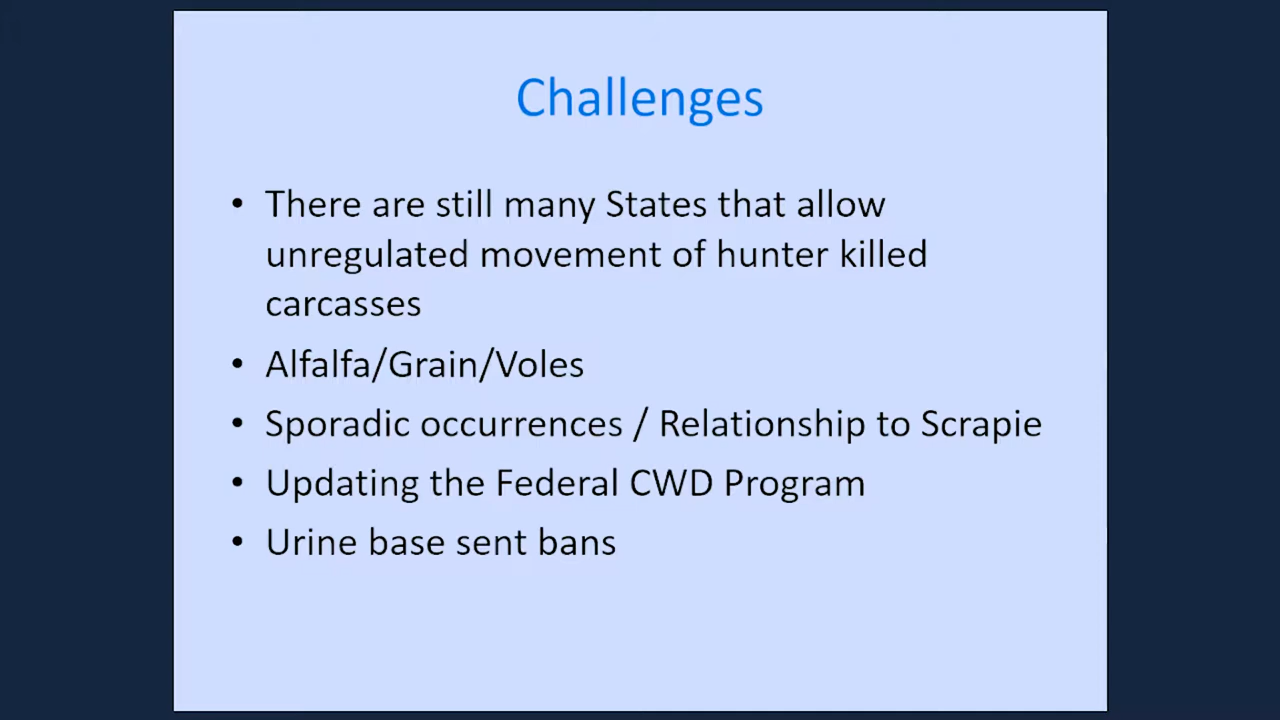 Challenges
• There are still many States that allow
unregulated movement of hunter killed
carcasses
• Alfalfa/Grain/Voles
• Sporadic occurrences / Relationship to Scrapie
• Updating the Federal CWD Program
• Urine base sent bans